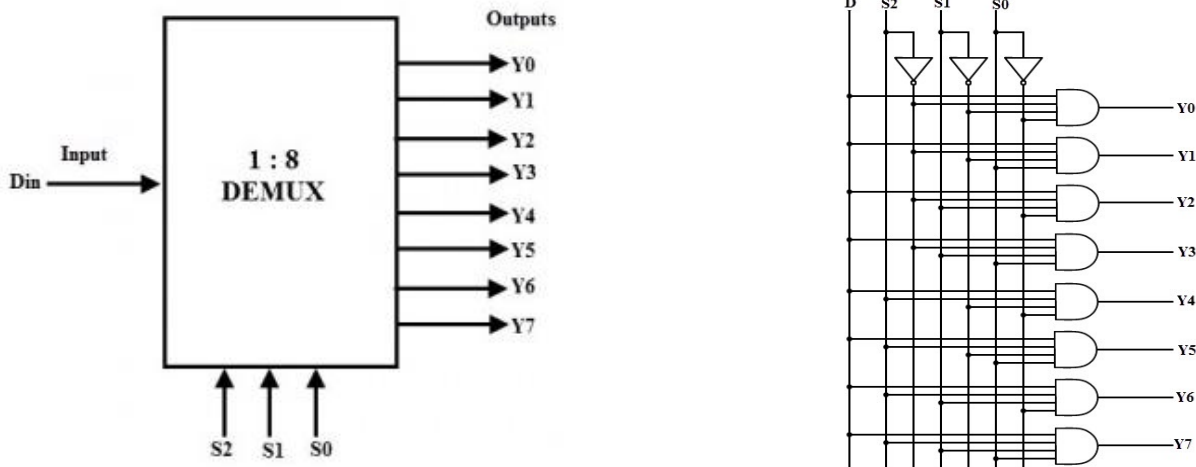 Outputs
Y0
Y1
Y2
Y3
Y4
Y5
Y6
Y7
Input
Din
1 : 8
DEMUX
S2 S1 S0
D S2 S1 S0
Y0
Y1
Y2
Y3
Y4
Y5
Y6
Y7